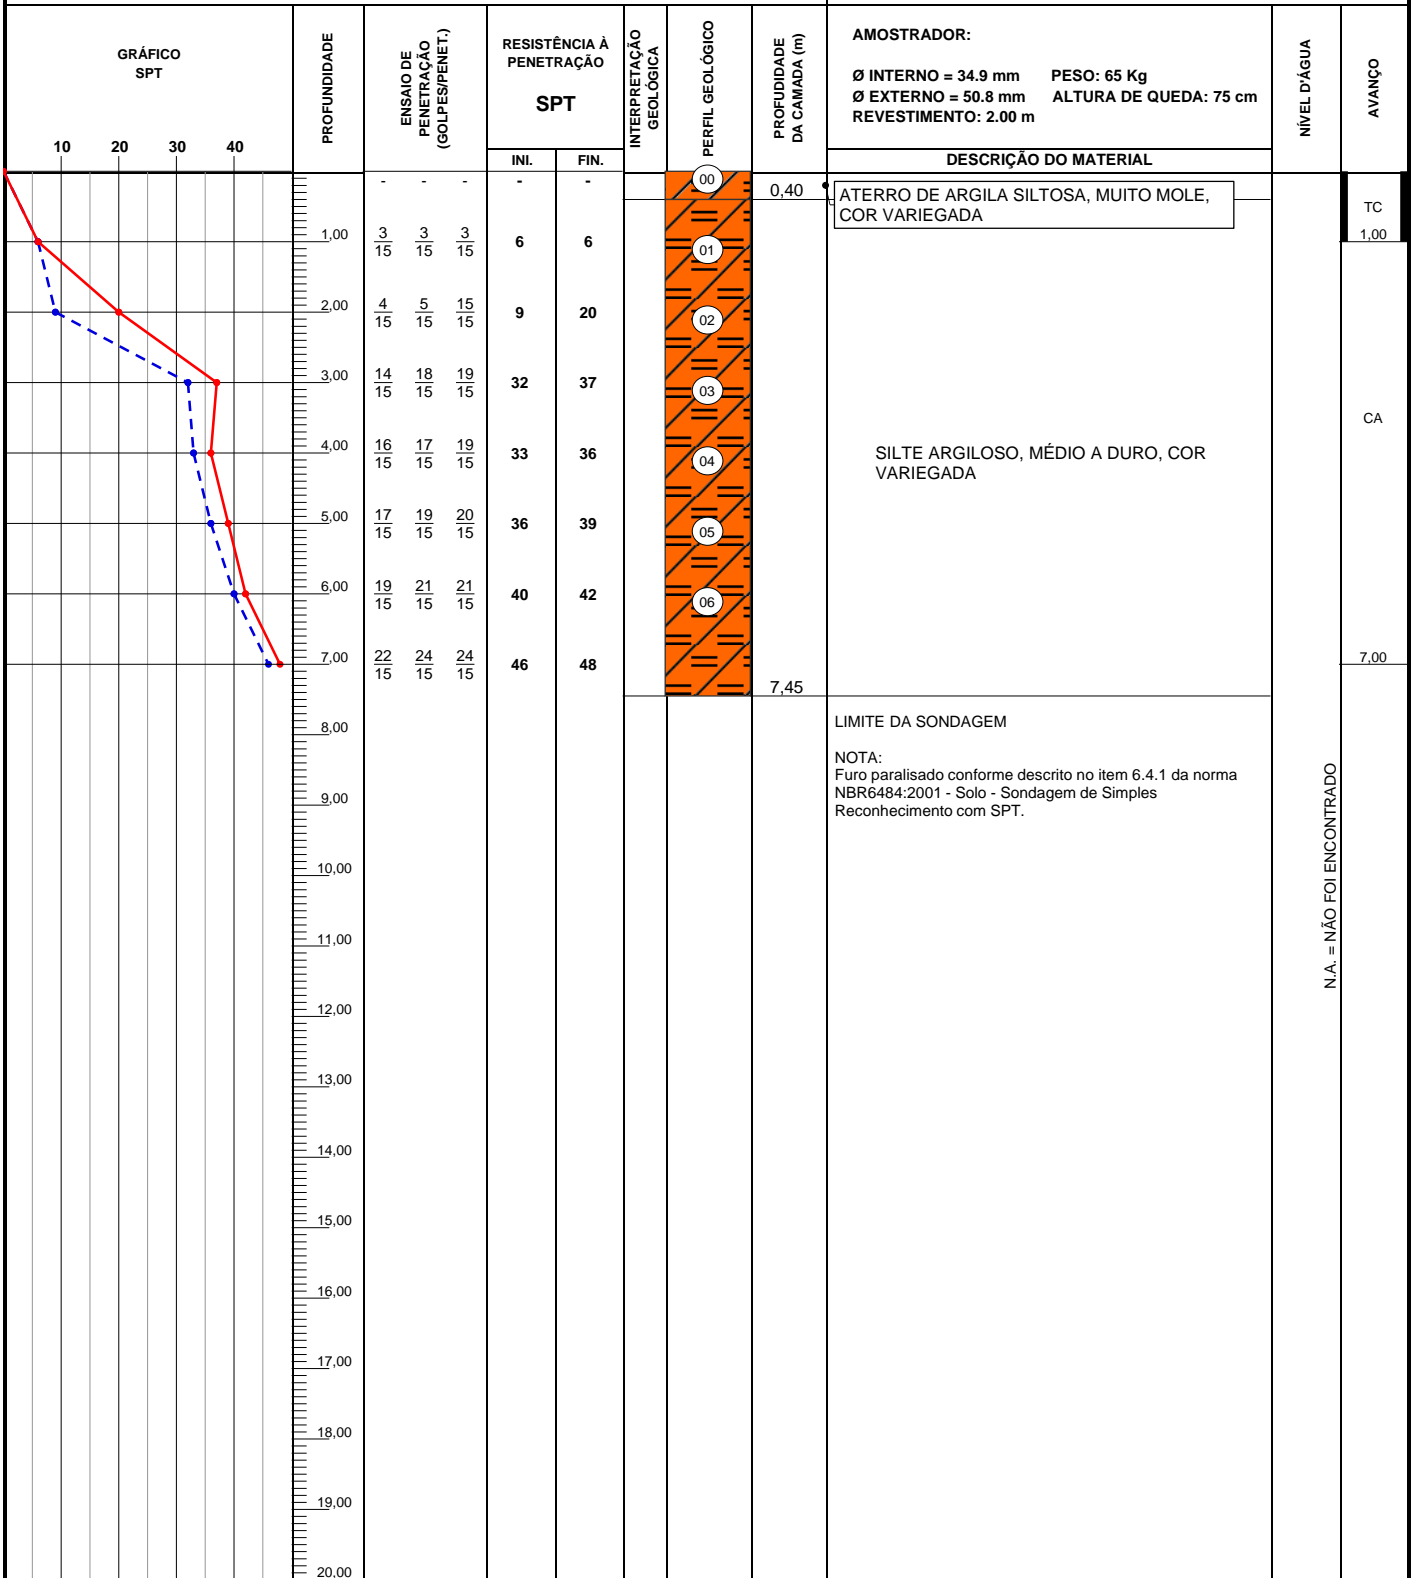 GRÁFICO
SPT
10 20 30 40
PROFUNDIDADE
ENSAIO DE
PENETRAÇÃO
(GOLPES/PENET.)
RESISTÊNCIA À
PENETRAÇÃO
SPT
INI. FIN.
INTERPRETAÇÃO
GEOLÓGICA
PERFIL GEOLÓGICO
PROFUDIDADE
DA CAMADA (m)
AMOSTRADOR:
Ø INTERNO = 34.9 mm PESO: 65 Kg
Ø EXTERNO = 50.8 mm ALTURA DE QUEDA: 75 cm
REVESTIMENTO: 2.00 m
DESCRIÇÃO DO MATERIAL
NÍVEL D'ÁGUA
AVANÇO
- - - - - 00
0,40
ATERRO DE ARGILA SILTOSA, MUITO MOLE,
COR VARIEGADA
TC
1,00
1,00 3/15 3/15 3/15 6 6 01
2,00 4/15 5/15 15/15 9 20 02
3,00 14/15 18/15 19/15 32 37 03
CA
4,00 16/15 17/15 19/15 33 36 04
SILTE ARGILOSO, MÉDIO A DURO, COR
VARIEGADA
5,00 17/15 19/15 20/15 36 39 05
6,00 19/15 21/15 21/15 40 42 06
7,00 22/15 24/15 24/15 46 48
7,00
7,45
LIMITE DA SONDAGEM
NOTA:
Furo paralisado conforme descrito no item 6.4.1 da norma
NBR6484:2001 - Solo - Sondagem de Simples
Reconhecimento com SPT.
N.A. = NÃO FOI ENCONTRADO
8,00
9,00
10,00
11,00
12,00
13,00
14,00
15,00
16,00
17,00
18,00
19,00
20,00